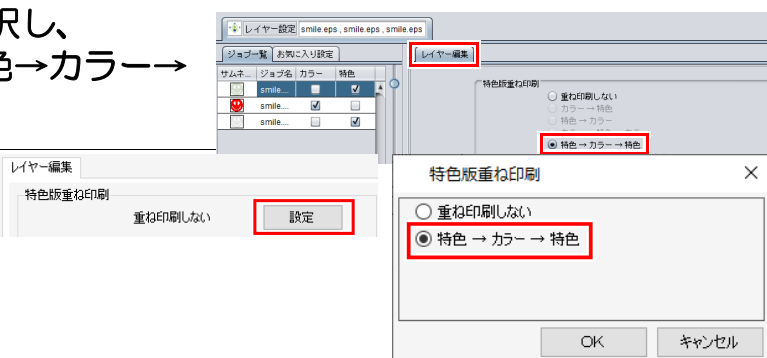 択し、
色→カラー→
レイヤー設定 smile.eps , smile.eps , smile.eps
ジョブ一覧 お気に入り設定
サムネ... ジョブ名 カラー 特色
smile....
smile....
smile....
レイヤー編集
特色版重ね印刷
重ね印刷しない
カラー → 特色
特色 → カラー
特色 → カラー → 特色
レイヤー編集
特色版重ね印刷
重ね印刷しない 設定
特色版重ね印刷
重ね印刷しない
特色 → カラー → 特色
OK キャンセル